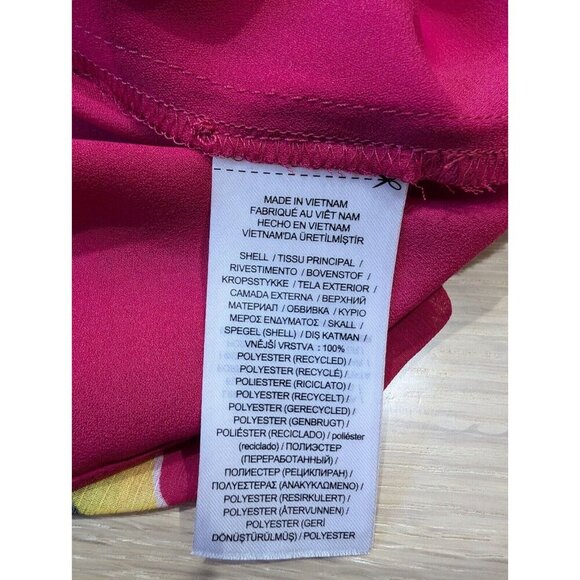 MADE IN VIETNAM
FABRIQUÉ AU VIÊT NAM
HECHO EN VIETNAM
VİETNAM'DA ÜRETİLMİŞTİR
SHELL / TISSU PRINCIPAL /
RIVESTIMENTO / BOVENSTOF /
KROPSSTYKKE / TELA EXTERIOR /
CAMADA EXTERNA / ВЕРХНИЙ
МАТЕРИАЛ / ОБВИВКА / ΚΥΡΙΟ
ΜΕΡΟΣ ΕΝΔΥΜΑΤΟΣ / SKALL /
SPEGEL (SHELL) / DIŞ KATMAN /
VNĚJŠÍ VRSTVA : 100%
POLYESTER (RECYCLED) /
POLYESTER (RECYCLÉ) /
POLIESTERE (RICICLATO) /
POLYESTER (RECYCELT) /
POLYESTER (GERECYCLED) /
POLYESTER (GENBRUGT) /
POLIÉSTER (RECICLADO) / poliéster
(reciclado) / ПОЛИЭСТЕР
(ПЕРЕРАБОТАННЫЙ) /
ПОЛИЕСТЕР (РЕЦИКЛИРАН) /
ΠΟΛΥΕΣΤΕΡΑΣ (ΑΝΑΚΥΚΛΩΜΕΝΟ) /
POLYESTER (RESIRKULERT) /
POLYESTER (ÅTERVUNNEN) /
POLYESTER (GERİ
DÖNÜŞTÜRÜLMÜŞ) /